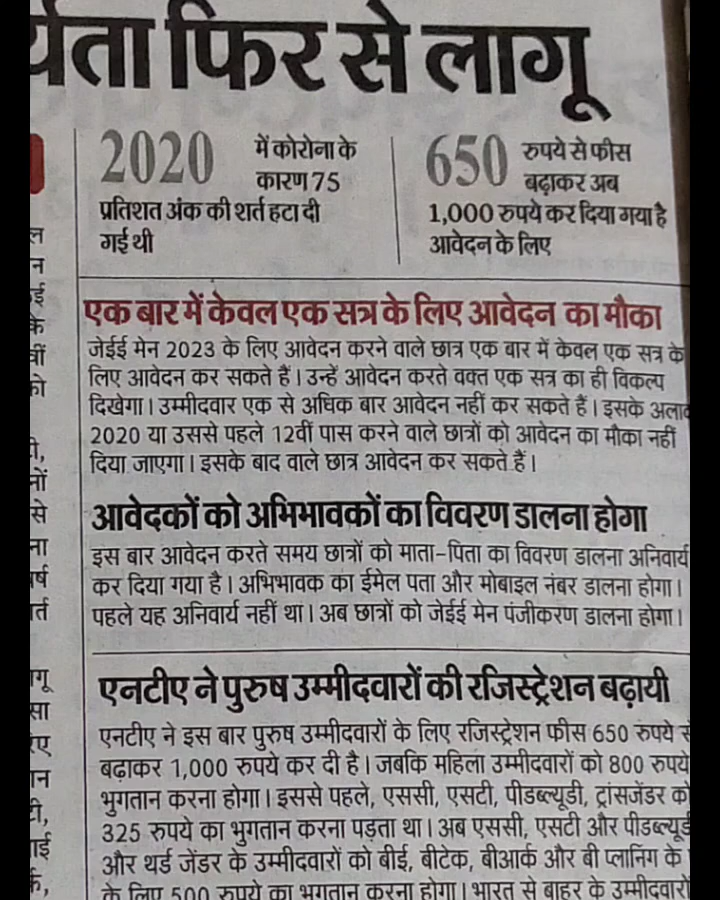 र्यता फिर से लागू
2020 में कोरोना के
कारण 75
प्रतिशत अंक की शर्त हटा दी
गई थी
650 रुपये से फीस
बढ़ाकर अब
1,000 रुपये कर दिया गया है
आवेदन के लिए
एक बार में केवल एक सत्र के लिए आवेदन का मौका
जेईई मेन 2023 के लिए आवेदन करने वाले छात्र एक बार में केवल एक सत्र के
लिए आवेदन कर सकते हैं। उन्हें आवेदन करते वक्त एक सत्र का ही विकल्प
दिखेगा। उम्मीदवार एक से अधिक बार आवेदन नहीं कर सकते हैं। इसके
2020 या उससे पहले 12वीं पास करने वाले छात्रों को आवेदन का मौका नहीं
दिया जाएगा। इसके बाद वाले छात्र आवेदन कर सकते हैं।
आवेदकों को अभिभावकों का विवरण डालना होगा
इस बार आवेदन करते समय छात्रों को माता-पिता का विवरण डालना अनिवार्य
कर दिया गया है। अभिभावक का ईमेल पता और मोबाइल नंबर डालना होगा।
पहले यह अनिवार्य नहीं था। अब छात्रों को जेईई मेन पंजीकरण डालना होगा।
एनटीए ने पुरुष उम्मीदवारों की रजिस्ट्रेशन बढ़ायी
एनटीए ने इस बार पुरुष उम्मीदवारों के लिए रजिस्ट्रेशन फीस 650 रुपये से
बढ़ाकर 1,000 रुपये कर दी है। जबकि महिला उम्मीदवारों को 800 रुपये
भुगतान करना होगा। इससे पहले, एससी, एसटी, पीडब्ल्यूडी, ट्रांसजेंडर को
325 रुपये का भुगतान करना पड़ता था। अब एससी, एसटी और पीडब्ल्यूडी
और थर्ड जेंडर के उम्मीदवारों को बीई, बीटेक, बीआर्क और बी प्लानिंग के
के लिए 500 रुपये का भुगतान करना होगा। भारत से बाहर के उम्मीदवारों